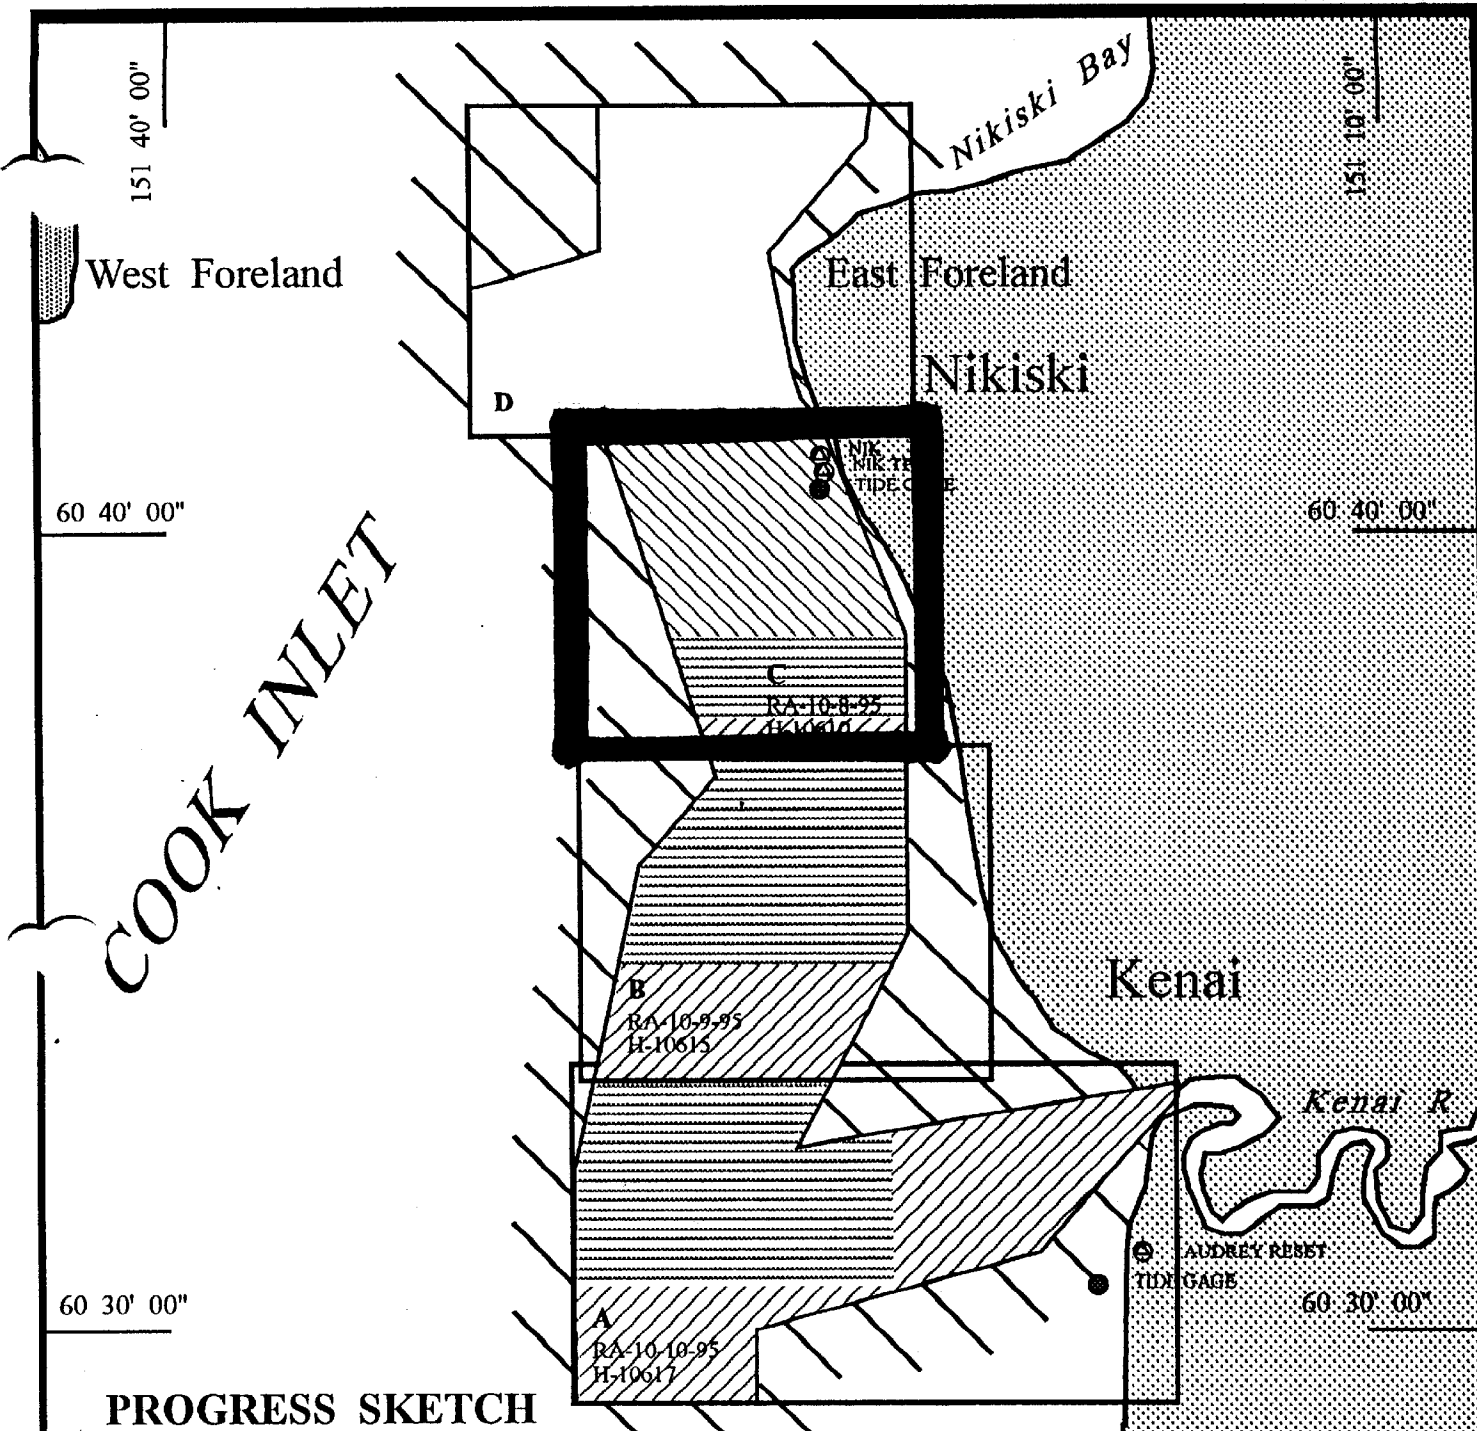 151 40' 00"
Nikiski Bay
151 10' 00"
West Foreland
East Foreland
Nikiski
D
NIK
NIK
TIDE
60 40' 00"
60 40' 00"
COOK INLET
C
RA-10-8-95
Kenai
B
RA-10-9-95
H-10615
Kenai R
AUDREY RESET
TIDE GAGE
60 30' 00"
60 30' 00"
A
RA-10-10-95
H-10617
PROGRESS SKETCH